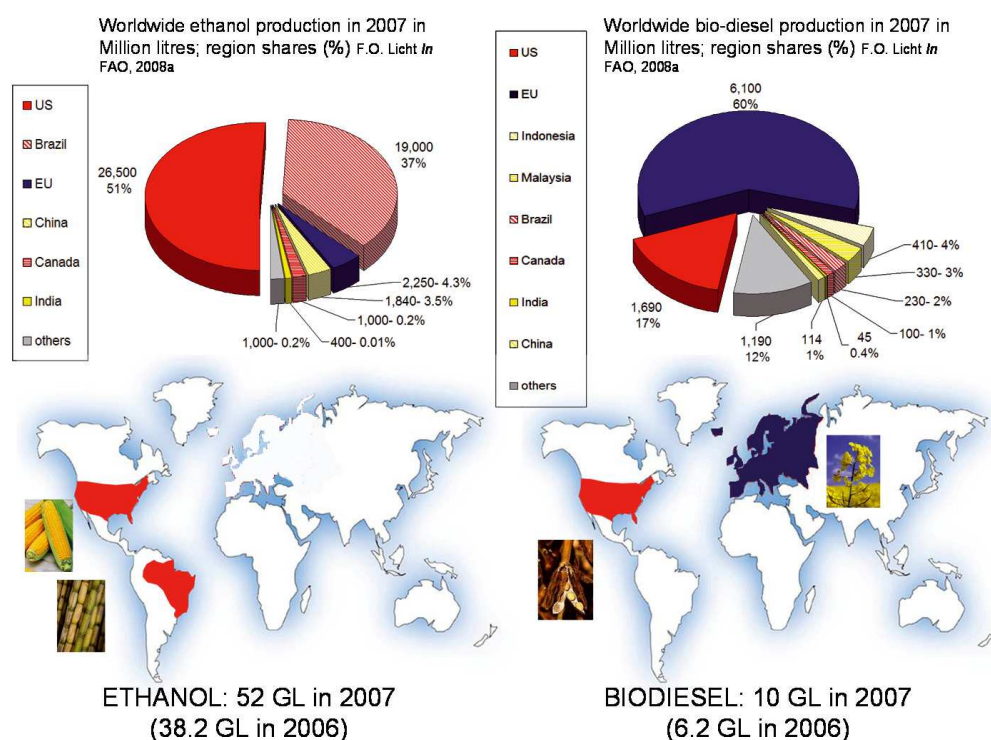 Worldwide ethanol production in 2007 in
Million litres; region shares (%) F.O. Licht In
FAO, 2008a
US
Brazil
EU
China
Canada
India
others
26,500
51%
19,000
37%
2,250- 4.3%
1,840- 3.5%
1,000- 0.2%
400- 0.01%
1,000- 0.2%
ETHANOL: 52 GL in 2007
(38.2 GL in 2006)
Worldwide bio-diesel production in 2007 in
Million litres; region shares (%) F.O. Licht In
FAO, 2008a
US
EU
Indonesia
Malaysia
Brazil
Canada
India
China
others
6,100
60%
410- 4%
330- 3%
230- 2%
100- 1%
45
0.4%
114
1%
1,190
12%
1,690
17%
BIODIESEL: 10 GL in 2007
(6.2 GL in 2006)